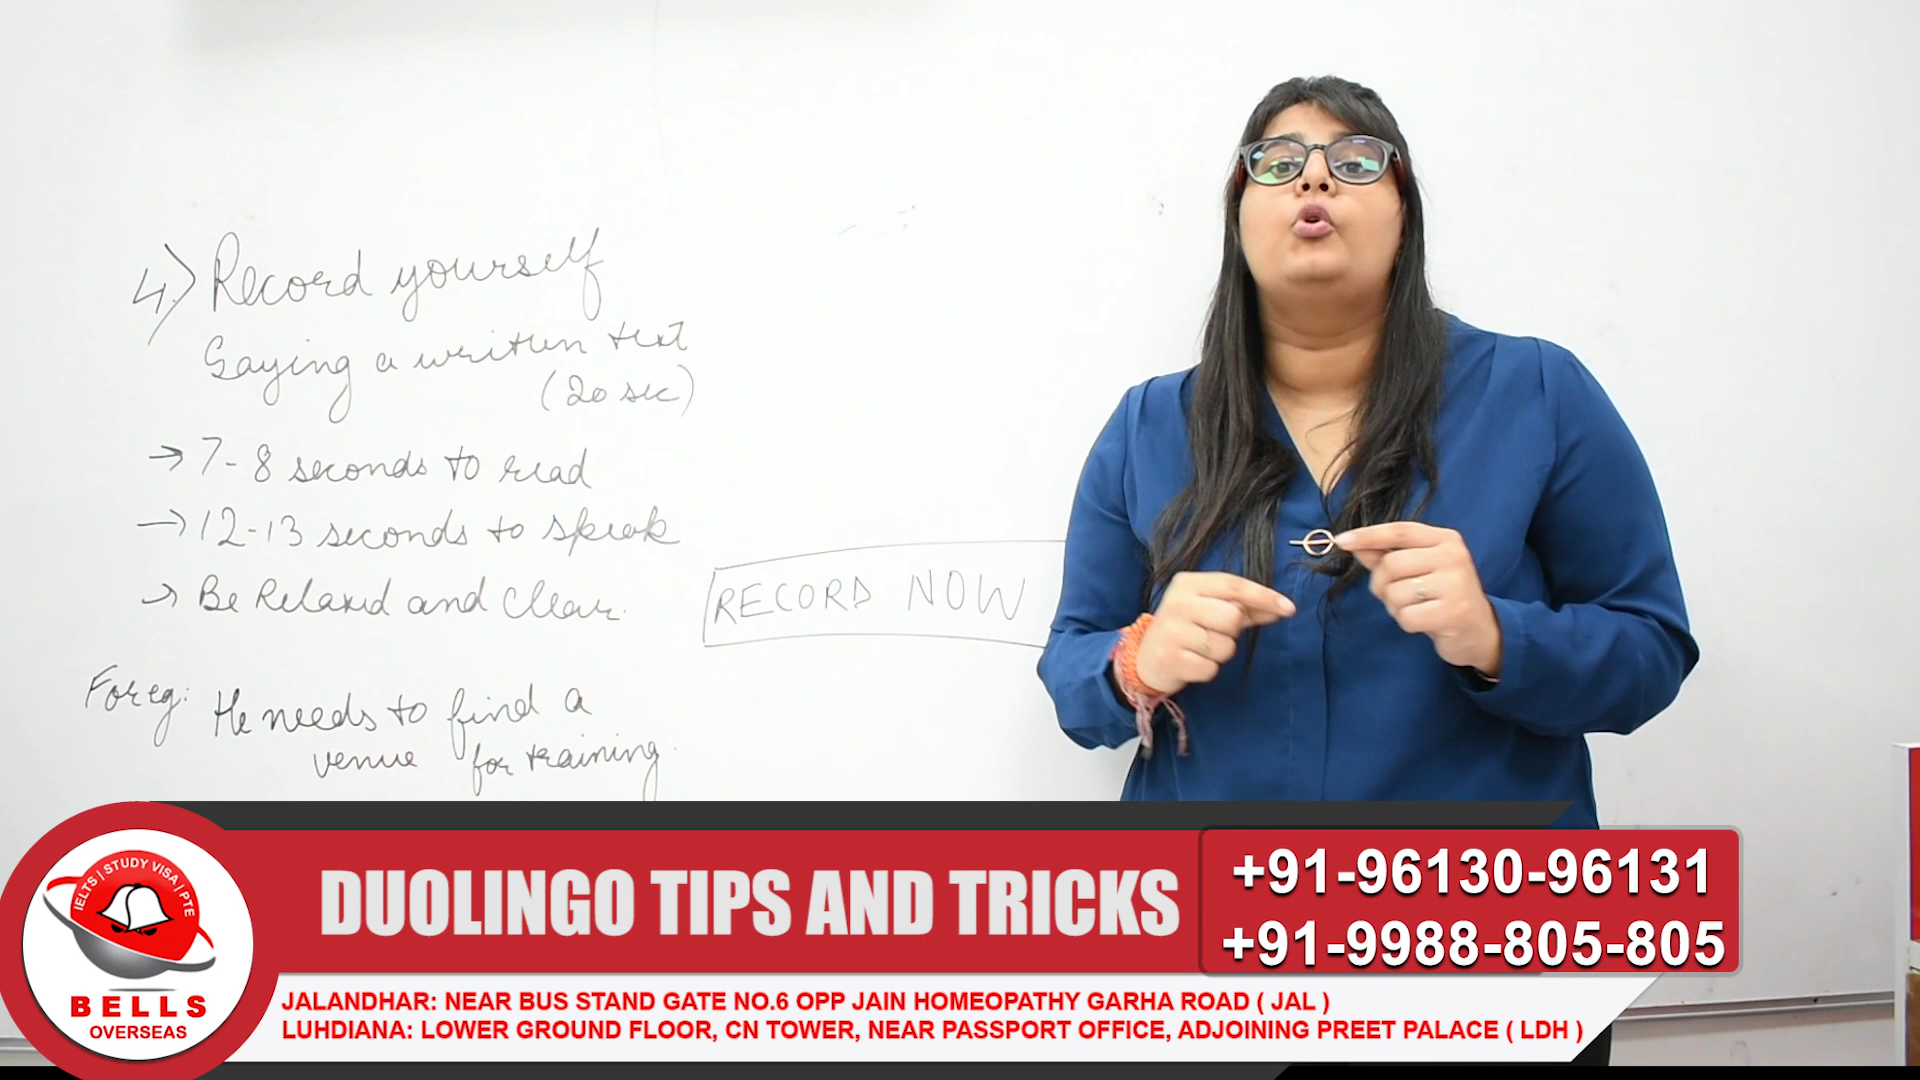 4.) Record yourself
Saying a written text
(20 sec)
→ 7-8 seconds to read
→ 12-13 seconds to speak
→ Be Relaxed and Clear.
RECORD NOW
For eg: He needs to find a
venue for training.
IELTS | STUDY VISA | PTE
BELLS
OVERSEAS
DUOLINGO TIPS AND TRICKS
+91-96130-96131
+91-9988-805-805
JALANDHAR: NEAR BUS STAND GATE NO.6 OPP JAIN HOMEOPATHY GARHA ROAD ( JAL )
LUHDIANA: LOWER GROUND FLOOR, CN TOWER, NEAR PASSPORT OFFICE, ADJOINING PREET PALACE ( LDH )